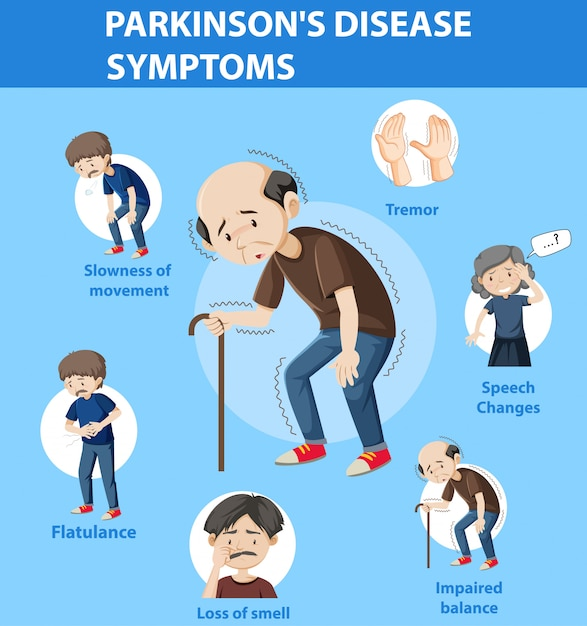 PARKINSON'S DISEASE
SYMPTOMS
Tremor
Slowness of
movement
...?
Speech
Changes
Flatulance
Loss of smell
Impaired
balance